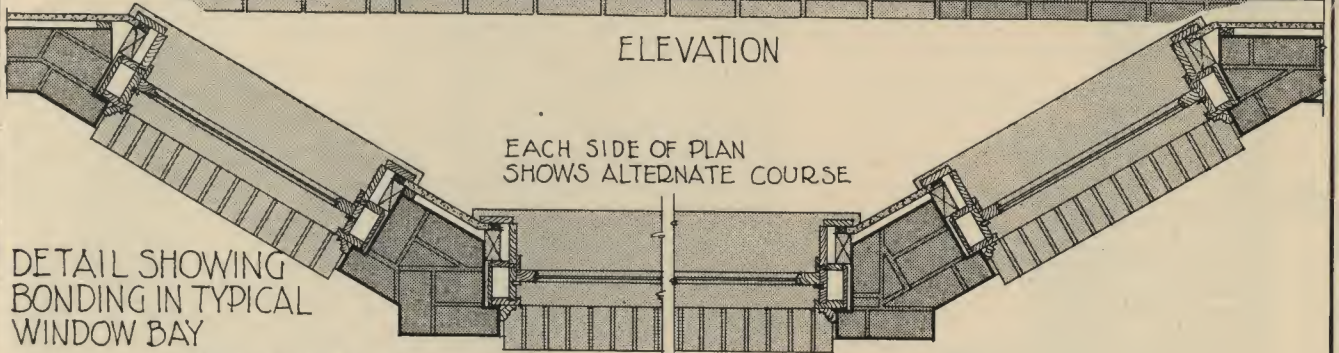 ELEVATION
EACH SIDE OF PLAN
SHOWS ALTERNATE COURSE
DETAIL SHOWING
BONDING IN TYPICAL
WINDOW BAY